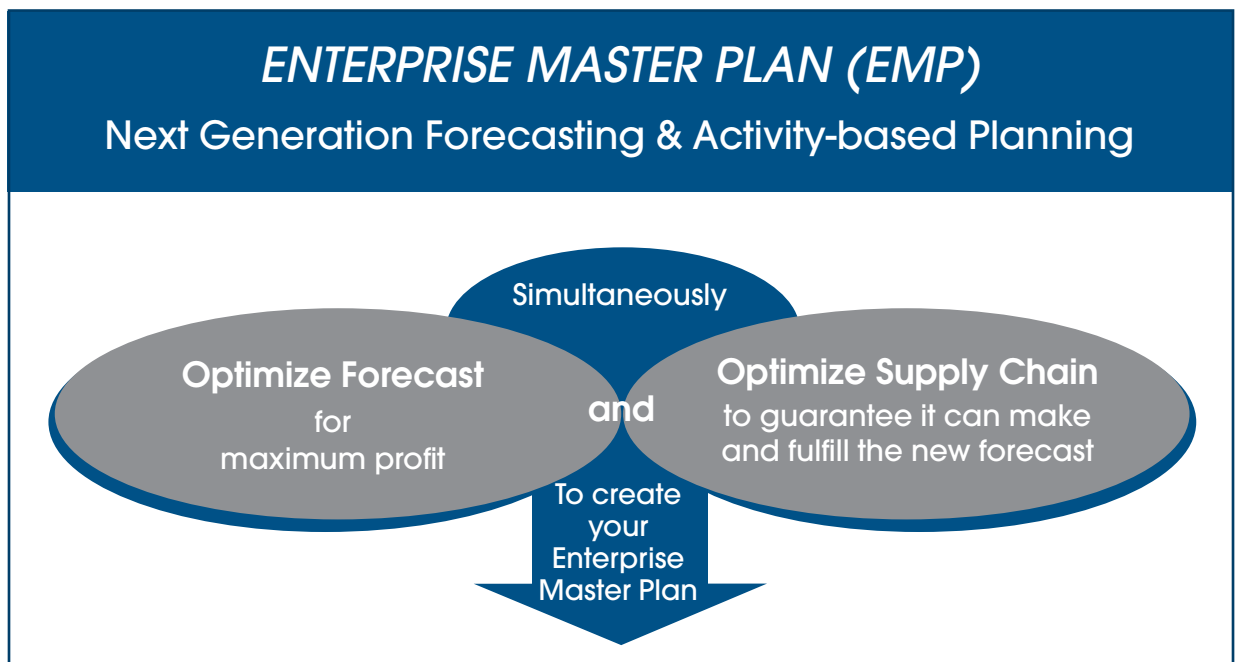 ENTERPRISE MASTER PLAN (EMP)
Next Generation Forecasting & Activity-based Planning
Simultaneously
Optimize Forecast
for
maximum profit
and
Optimize Supply Chain
to guarantee it can make
and fulfill the new forecast
To create
your
Enterprise
Master Plan